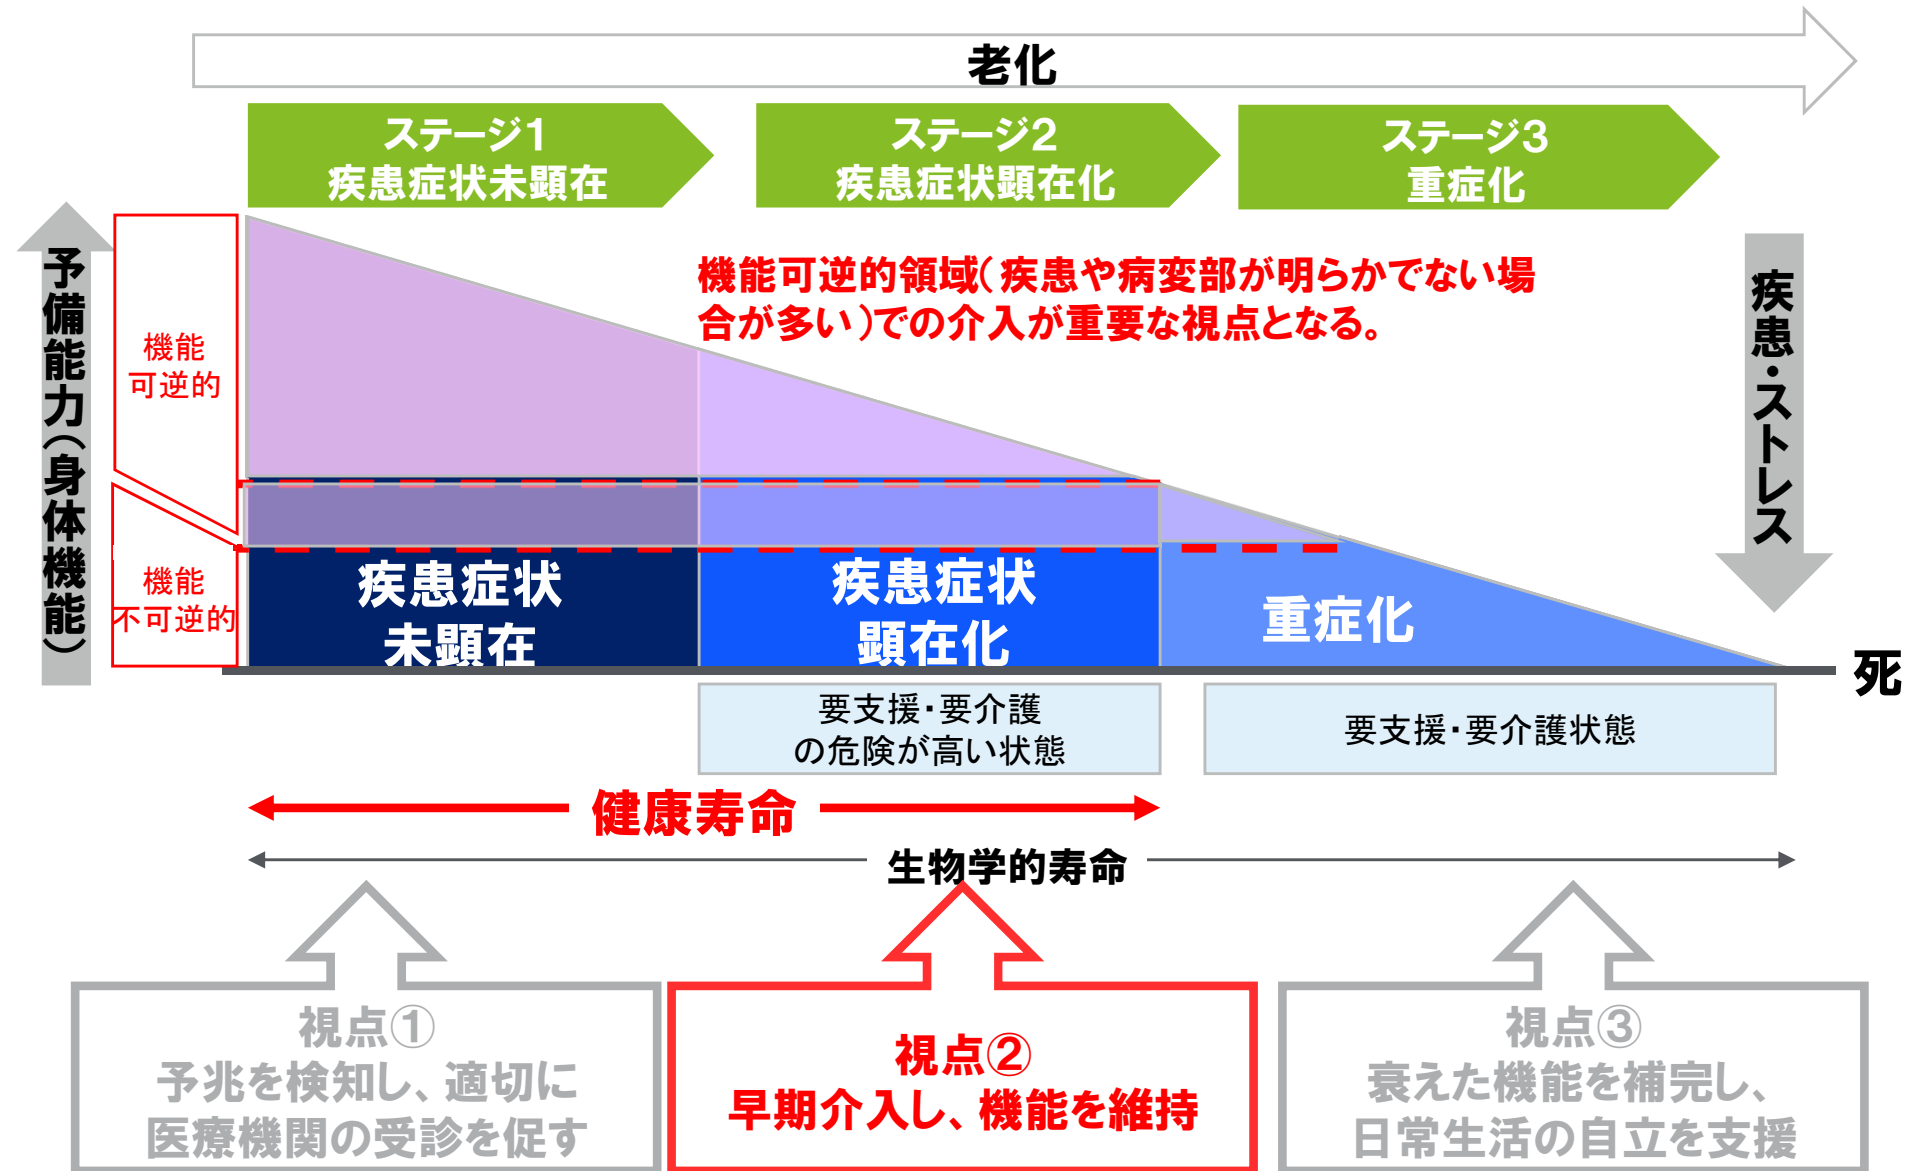 老化
ステージ1
疾患症状未顕在
ステージ2
疾患症状顕在化
ステージ3
重症化
予備能力(身体機能)
機能
可逆的
機能
不可逆的
機能可逆的領域(疾患や病変部が明らかでない場
合が多い)での介入が重要な視点となる。
疾患・ストレス
疾患症状
未顕在
疾患症状
顕在化
重症化
死
要支援・要介護
の危険が高い状態
要支援・要介護状態
健康寿命
生物学的寿命
視点①
予兆を検知し、適切に
医療機関の受診を促す
視点②
早期介入し、機能を維持
視点③
衰えた機能を補完し、
日常生活の自立を支援